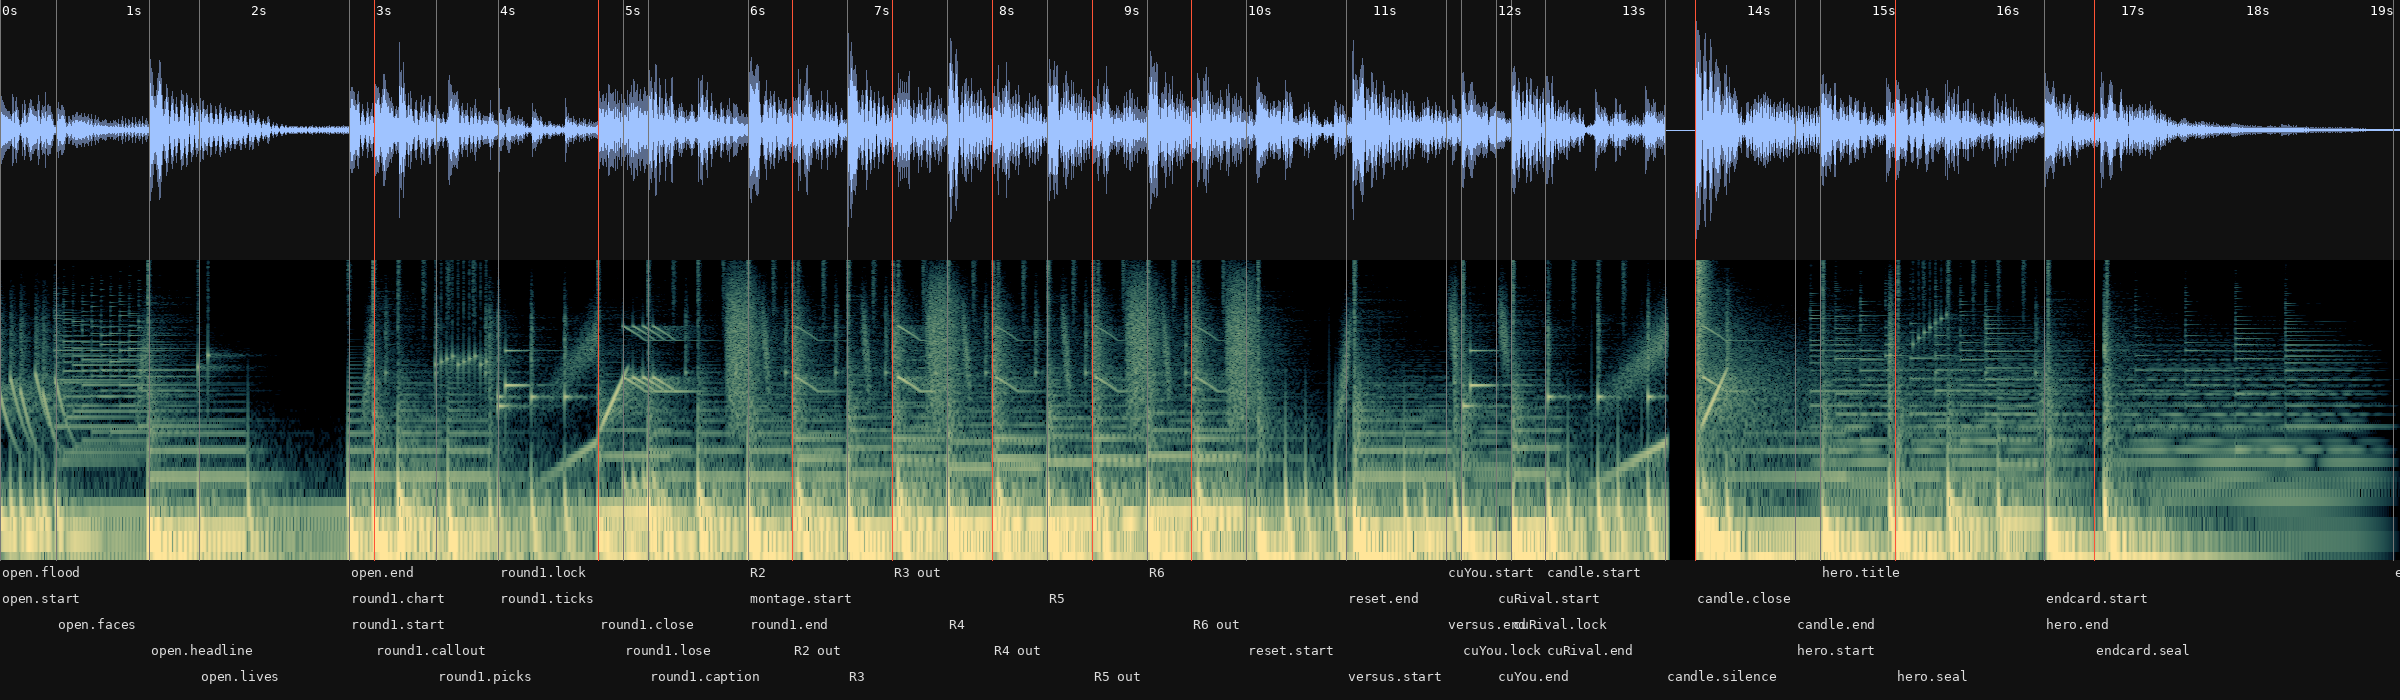 0s 1s 2s 3s 4s 5s 6s 7s 8s 9s 10s 11s 12s 13s 14s 15s 16s 17s 18s 19s
open.flood open.end round1.lock R2 R3 out R6 cuYou.start candle.start hero.title e
open.start round1.chart round1.ticks montage.start R5 reset.end cuRival.start candle.close endcard.start
open.faces round1.start round1.close round1.end R4 R6 out versus.end cuRival.lock candle.end hero.end
open.headline round1.callout round1.lose R2 out R4 out reset.start cuYou.lock cuRival.end hero.start endcard.seal
open.lives round1.picks round1.caption R3 R5 out versus.start cuYou.end candle.silence hero.seal